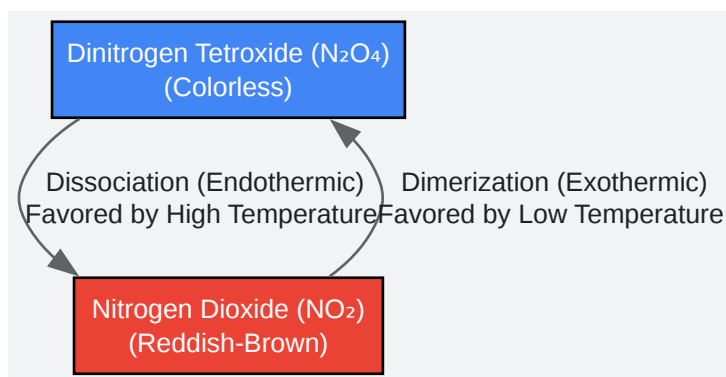 Dinitrogen Tetroxide (N₂O₄)
(Colorless)
Dissociation (Endothermic)
Favored by High Temperature
Dimerization (Exothermic)
Favored by Low Temperature
Nitrogen Dioxide (NO₂)
(Reddish-Brown)